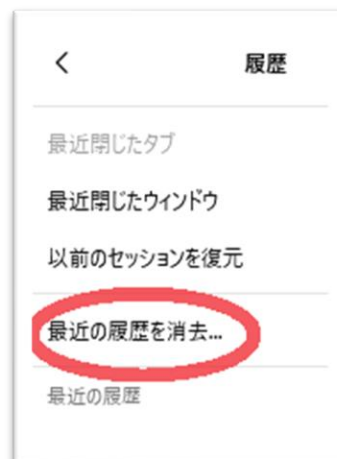 履歴
最近閉じたタブ
最近閉じたウィンドウ
以前のセッションを復元
最近の履歴を消去...
最近の履歴